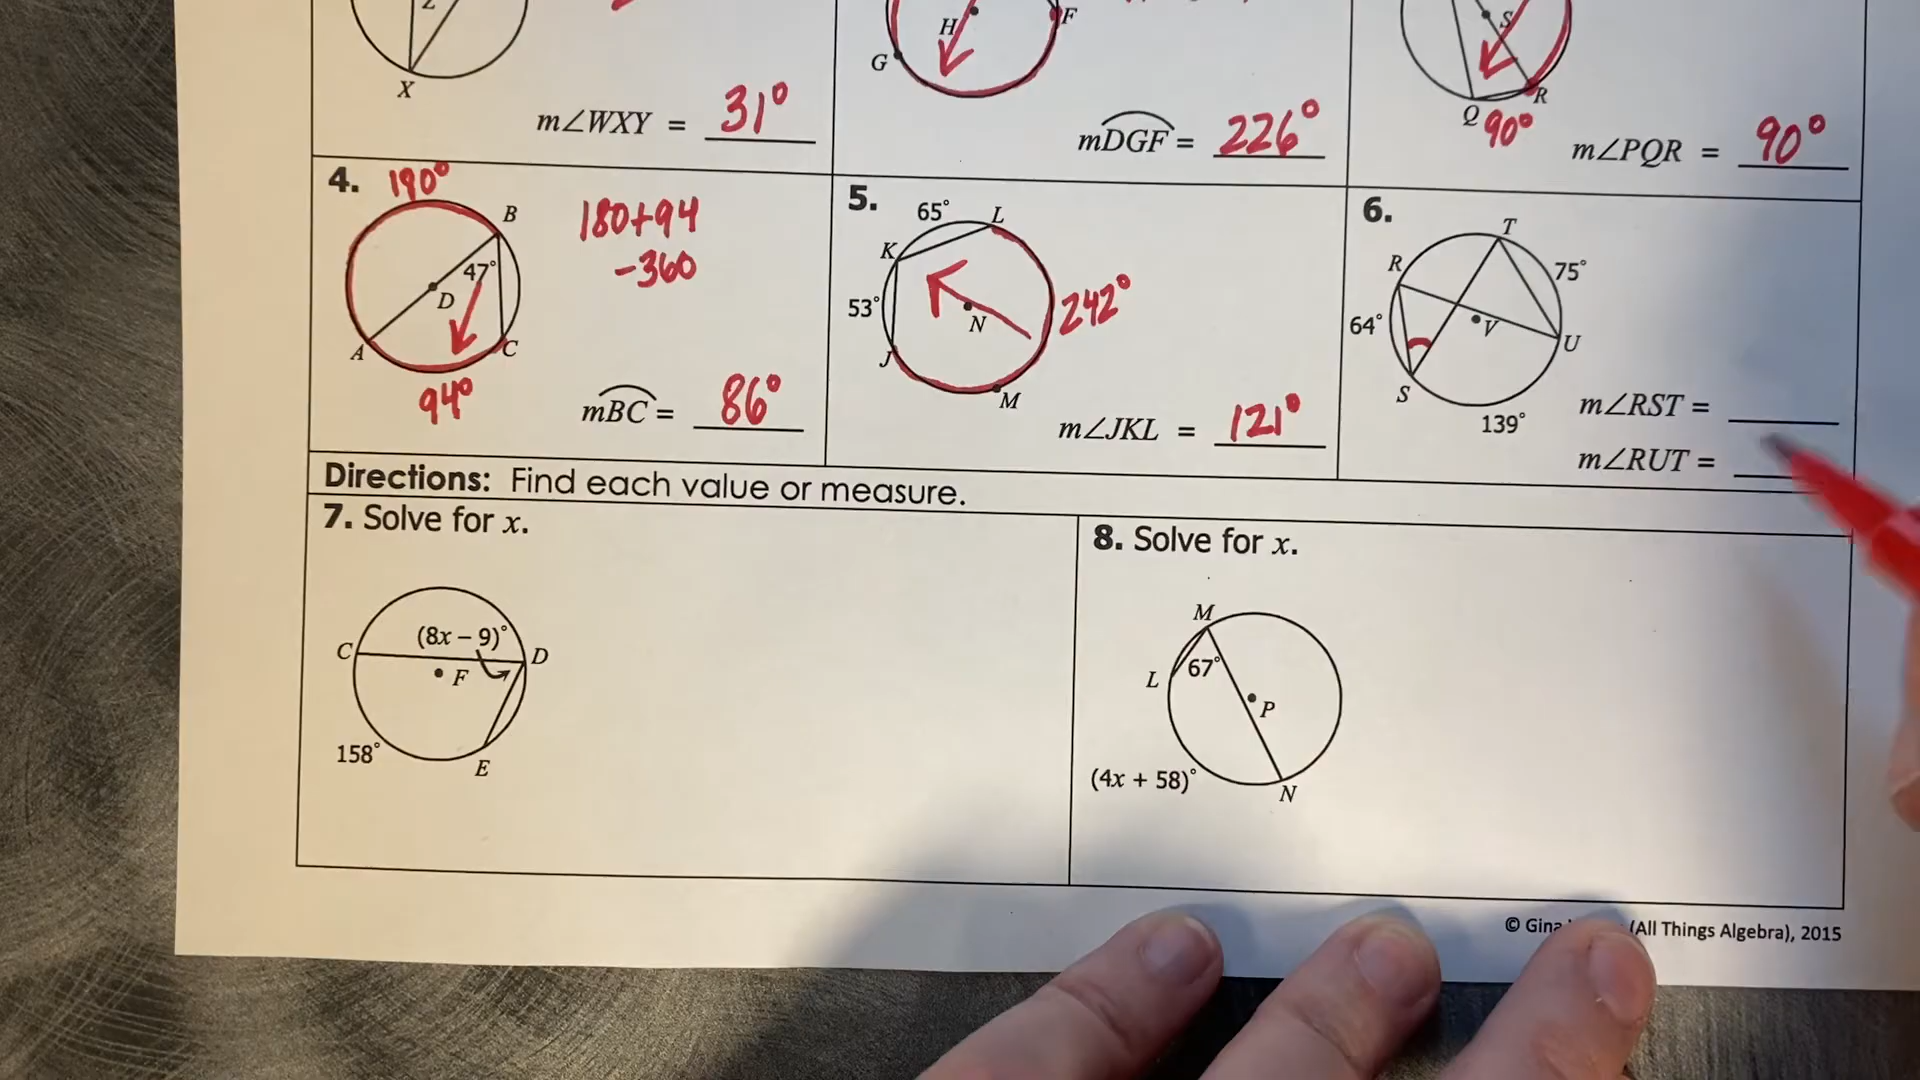 Z
X
m∠WXY = 31°
H
F
G
mDGF = 226°
S
R
Q 90°
m∠PQR = 90°
4. 190°
B
47°
D
A
C
94°
180+94
-360
mBC = 86°
5. 65° L
K
53°
N
242°
J
M
m∠JKL = 121°
6.
T
R
75°
64°
V
U
S
139°
m∠RST =
m∠RUT =
Directions: Find each value or measure.
7. Solve for x.
(8x – 9)°
C
D
F
158°
E
8. Solve for x.
M
67°
L
P
(4x + 58)°
N
© Gina (All Things Algebra), 2015